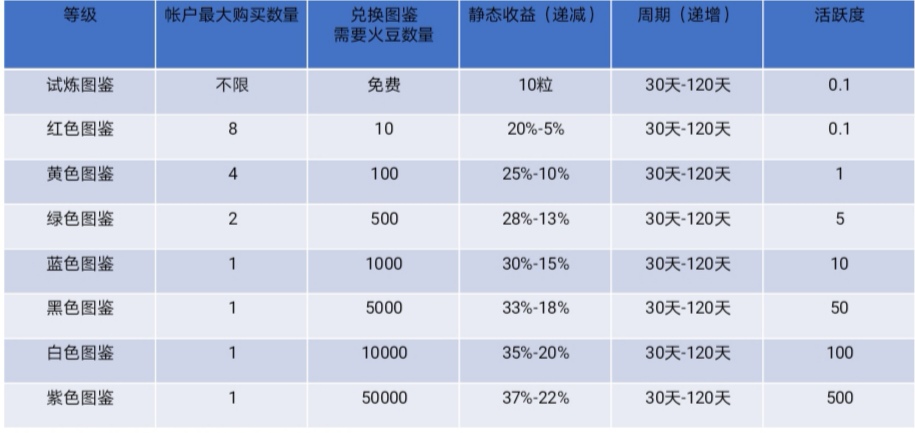 等级 帐户最大购买数量 兑换图鉴 静态收益（递减） 周期（递增） 活跃度
需要火豆数量
试炼图鉴 不限 免费 10粒 30天-120天 0.1
红色图鉴 8 10 20%-5% 30天-120天 0.1
黄色图鉴 4 100 25%-10% 30天-120天 1
绿色图鉴 2 500 28%-13% 30天-120天 5
蓝色图鉴 1 1000 30%-15% 30天-120天 10
黑色图鉴 1 5000 33%-18% 30天-120天 50
白色图鉴 1 10000 35%-20% 30天-120天 100
紫色图鉴 1 50000 37%-22% 30天-120天 500